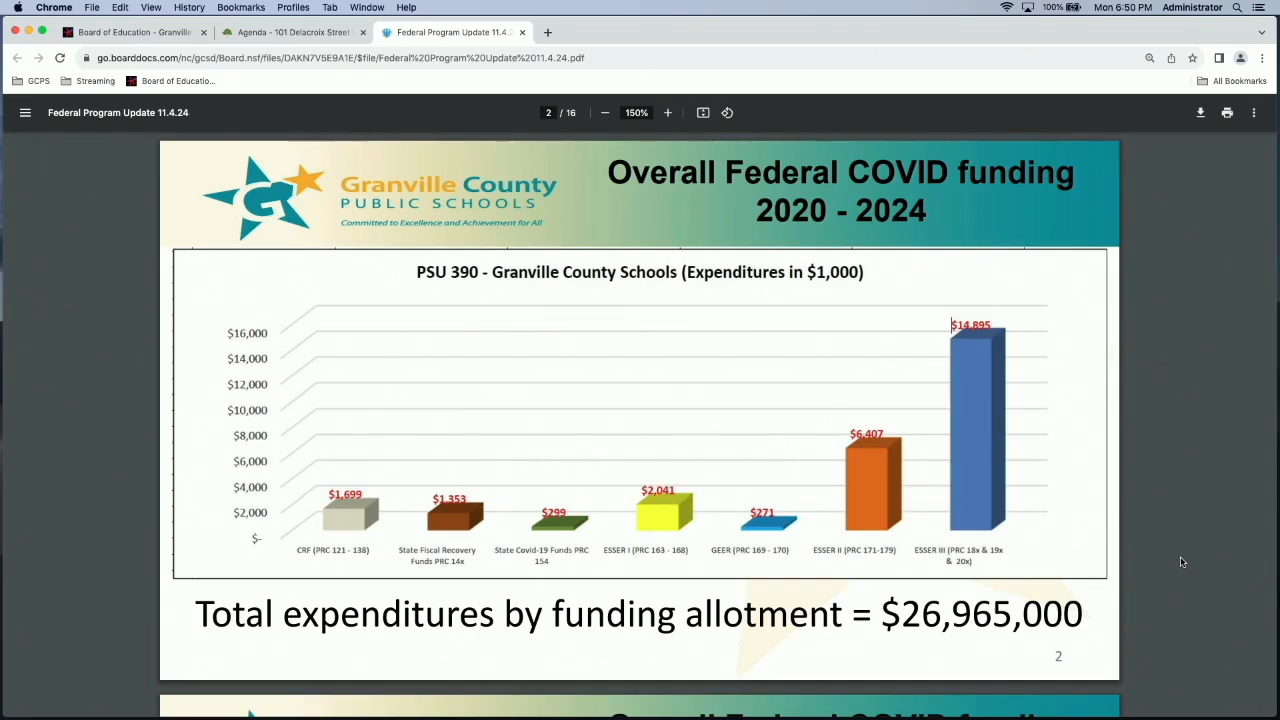 Chrome File Edit View History Bookmarks Profiles Tab Window Help 100% Mon 6:50 PM Administrator
Board of Education - Granville Agenda - 101 Delacroix Street Federal Program Update 11.4.2
go.boarddocs.com/nc/gcsd/Board.nsf/files/DAKN7V5E9A1E/$file/Federal%20Program%20Update%2011.4.24.pdf
GCPS Streaming Board of Educatio... All Bookmarks
Federal Program Update 11.4.24 2 / 16 150%
Overall Federal COVID funding
2020 - 2024
G
Granville County
PUBLIC SCHOOLS
Committed to Excellence and Achievement for All
PSU 390 - Granville County Schools (Expenditures in $1,000)
$16,000
$14,000
$12,000
$10,000
$8,000
$6,000
$4,000
$2,000
$-
$1,699
$1,353
$299
$2,041
$271
$6,407
$14,895
CRF (PRC 121 - 138)
State Fiscal Recovery
Funds PRC 14x
State Covid-19 Funds PRC
154
ESSER I (PRC 163 - 168)
GEER (PRC 169 - 170)
ESSER II (PRC 171-179)
ESSER III (PRC 18x & 19x
& 20x)
Total expenditures by funding allotment = $26,965,000
2
Overall Federal COVID funding